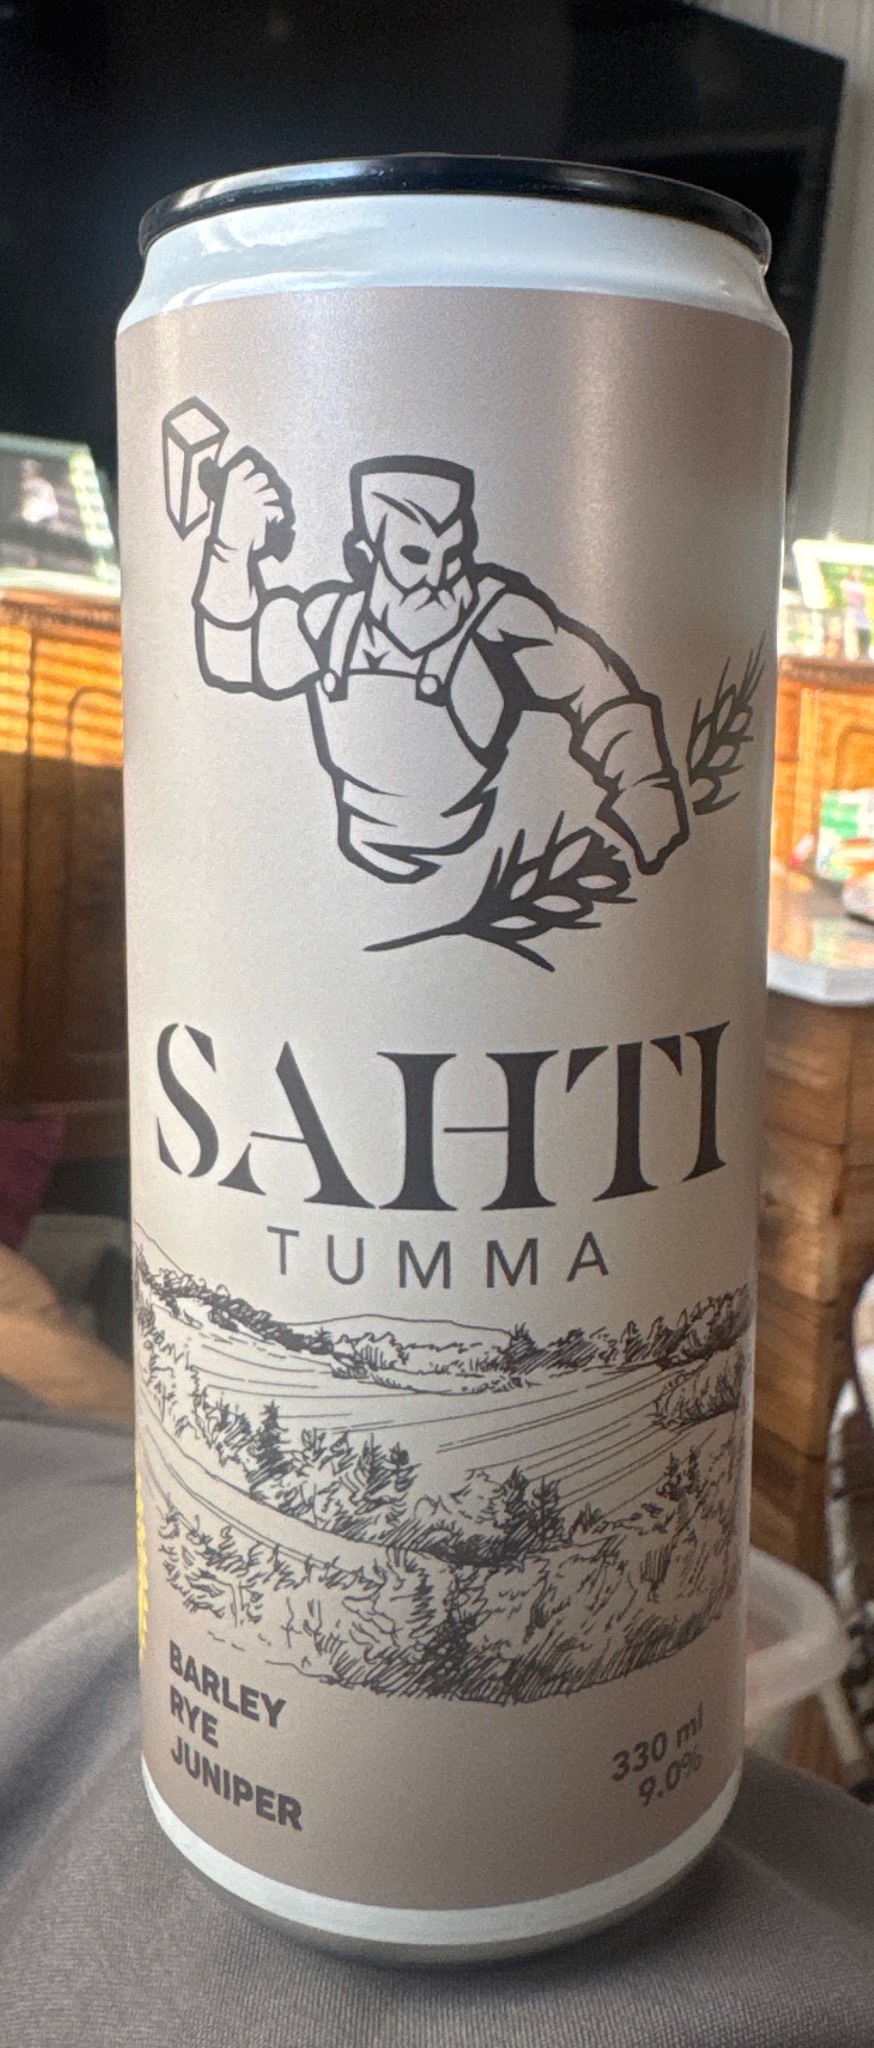 SAHTI
TUMMA
BARLEY
RYE
JUNIPER
330 ml
9.0%